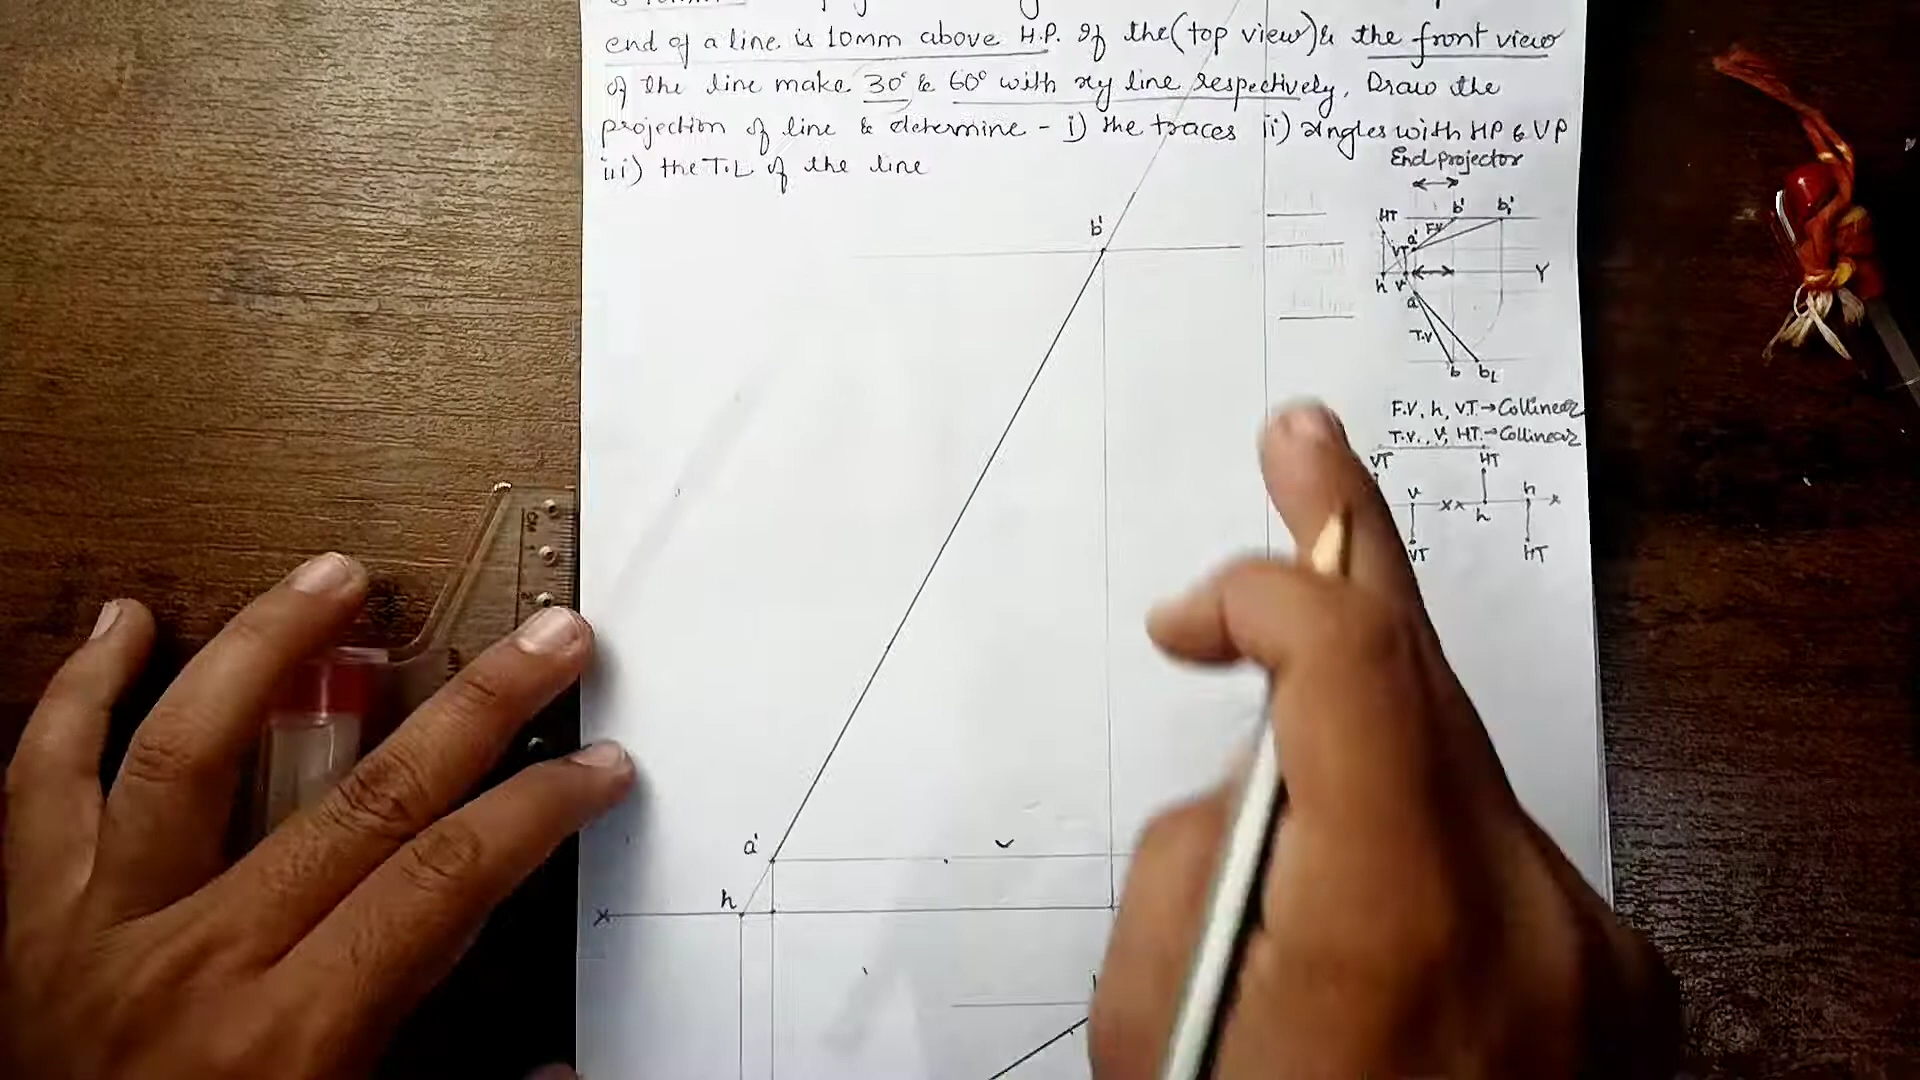 end of a line is 10mm above H.P. If the (top view) & the front view
of the line make 30° & 60° with xy line respectively, Draw the
projection of line & determine - i) the traces ii) angles with HP & VP
iii) the T.L of the line
End projector
HT
b'
b₁'
F.V
a'
VT
h
v
Y
a
T.V
b
b₁
F.V, h, V.T. → Collinear
T.V., V, HT. → Collinear
VT
HT
v
xx
h
x
h
VT
HT
b'
a'
h
x